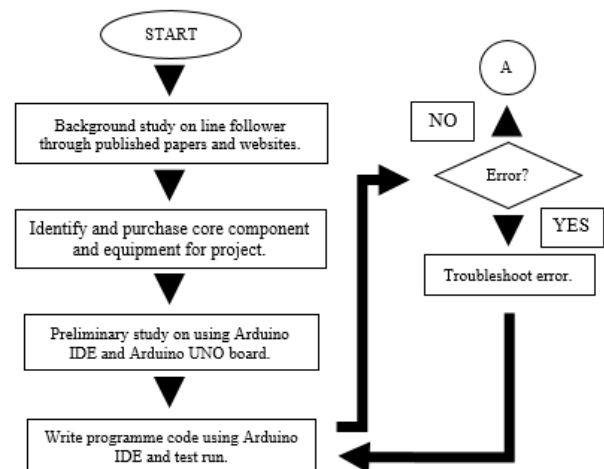 START
Background study on line follower
through published papers and websites.
Identify and purchase core component
and equipment for project.
Preliminary study on using Arduino
IDE and Arduino UNO board.
Write programme code using Arduino
IDE and test run.
A
NO
Error?
YES
Troubleshoot error.